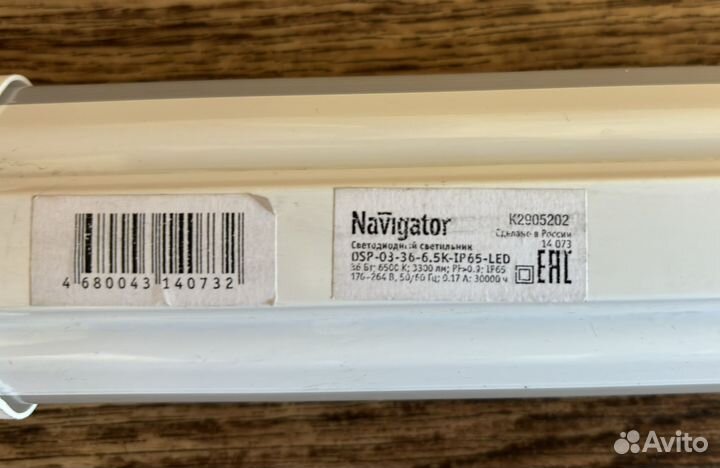 4 680043 140732
Navigator
K2905202
Сделано в России
14 073
Светодиодный светильник
DSP-03-36-6.5K-IP65-LED
36 Вт; 6500 К; 3300 лм; PF>0.9; IP65
176-264 В, 50/60 Гц; 0.17 А; 30000 ч
EAC
Avito